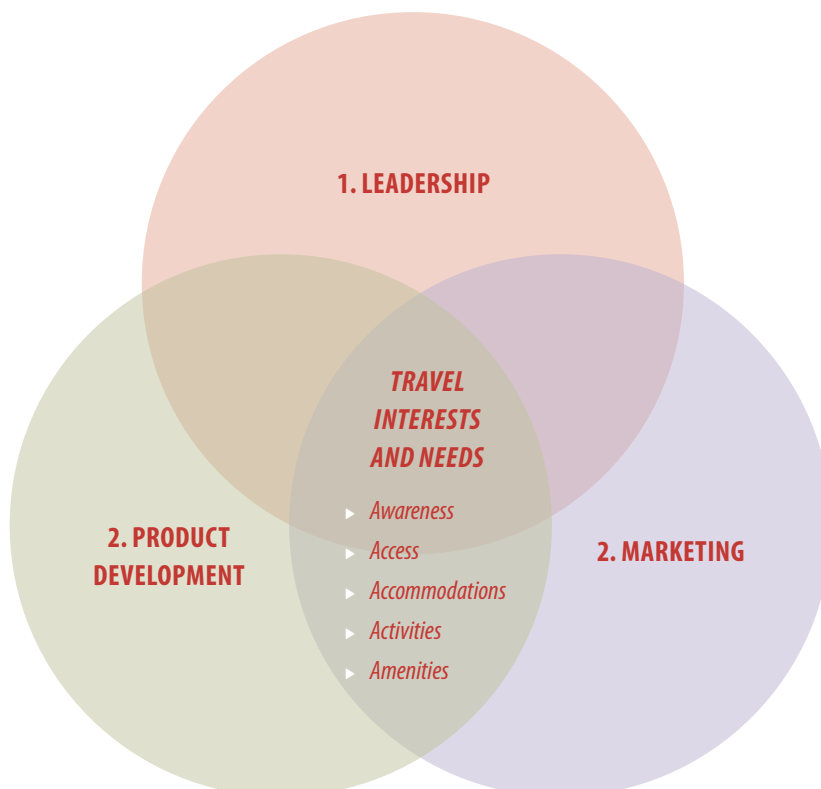 1. LEADERSHIP
TRAVEL
INTERESTS
AND NEEDS
Awareness
Access
Accommodations
Activities
Amenities
2. PRODUCT
DEVELOPMENT
2. MARKETING